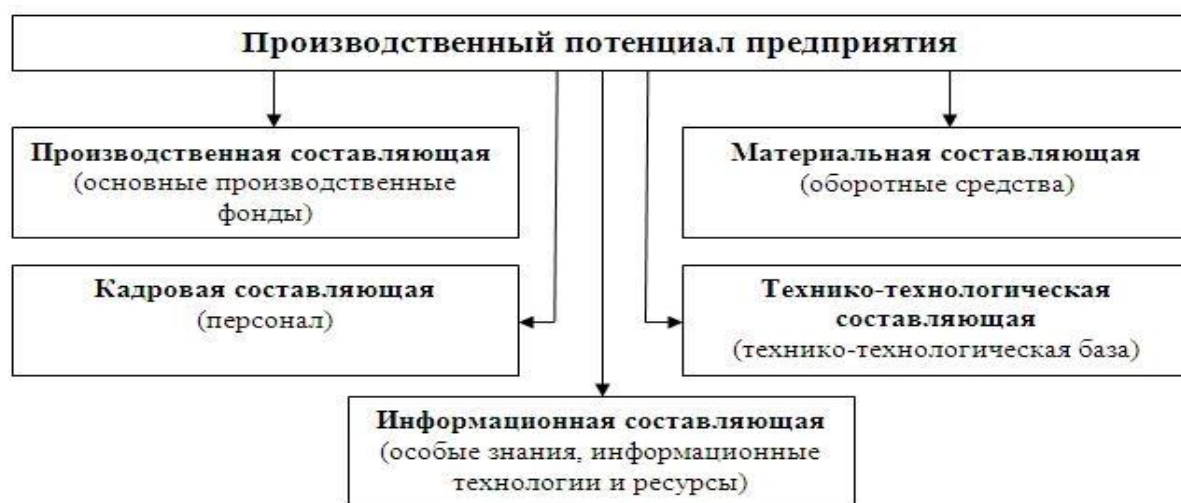 Производственный потенциал предприятия
Производственная составляющая
(основные производственные
фонды)
Материальная составляющая
(оборотные средства)
Кадровая составляющая
(персонал)
Технико-технологическая
составляющая
(технико-технологическая база)
Информационная составляющая
(особые знания, информационные
технологии и ресурсы)